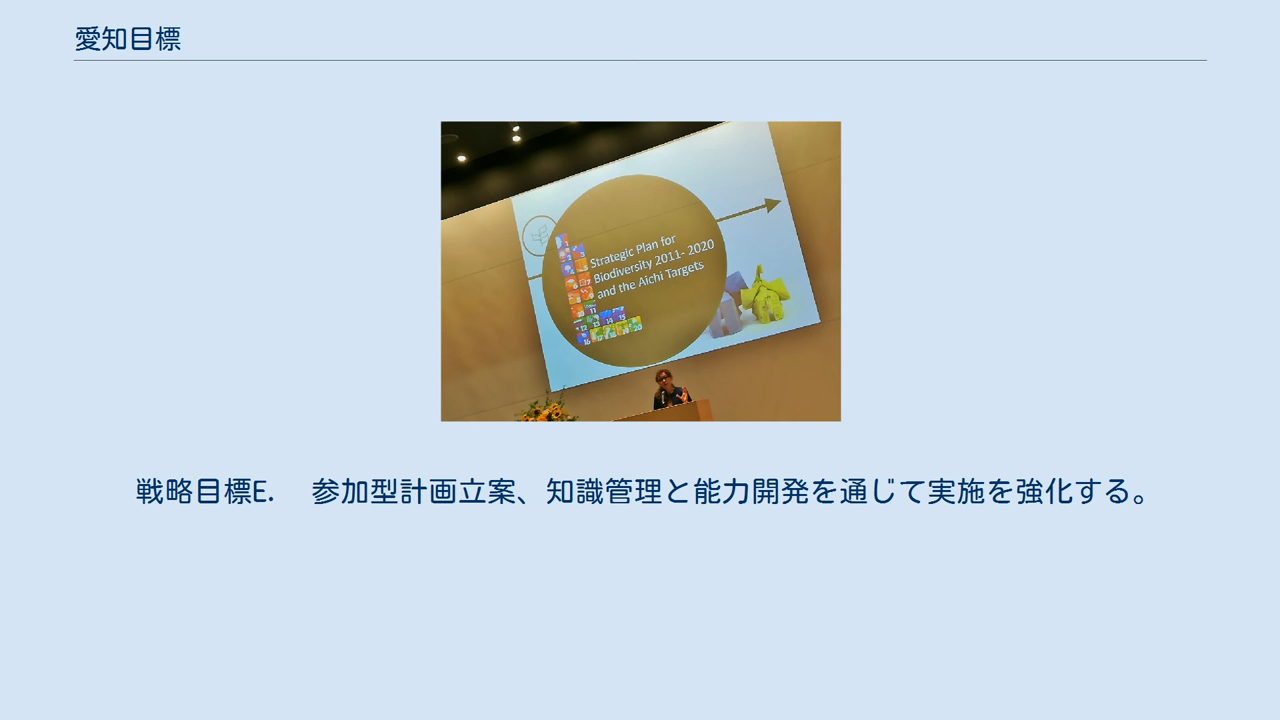 愛知目標
Strategic Plan for
Biodiversity 2011- 2020
and the Aichi Targets
戦略目標E.　参加型計画立案、知識管理と能力開発を通じて実施を強化する。